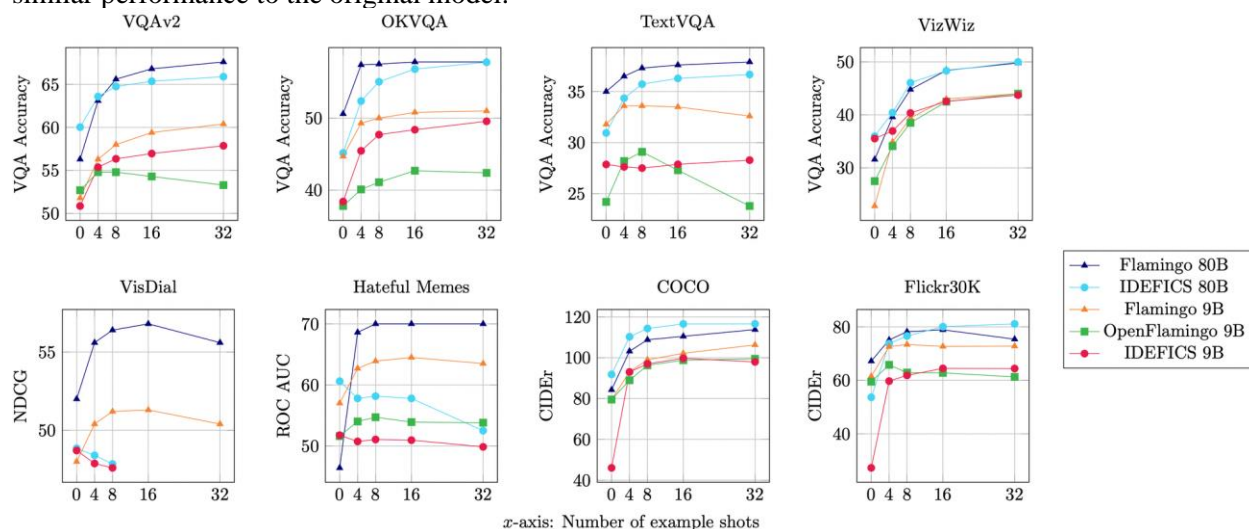 similar performance to the original model.
VQAv2 OKVQA TextVQA VizWiz
VQA Accuracy
65
60
55
50
0 4 8 16 32
VQA Accuracy
50
40
0 4 8 16 32
VQA Accuracy
35
30
25
0 4 8 16 32
VQA Accuracy
50
40
30
0 4 8 16 32
Flamingo 80B
IDEFICS 80B
Flamingo 9B
OpenFlamingo 9B
IDEFICS 9B
VisDial Hateful Memes COCO Flickr30K
NDCG
55
50
0 4 8 16 32
ROC AUC
70
60
50
0 4 8 16 32
CIDEr
120
100
80
60
40
0 4 8 16 32
CIDEr
80
60
40
0 4 8 16 32
x-axis: Number of example shots